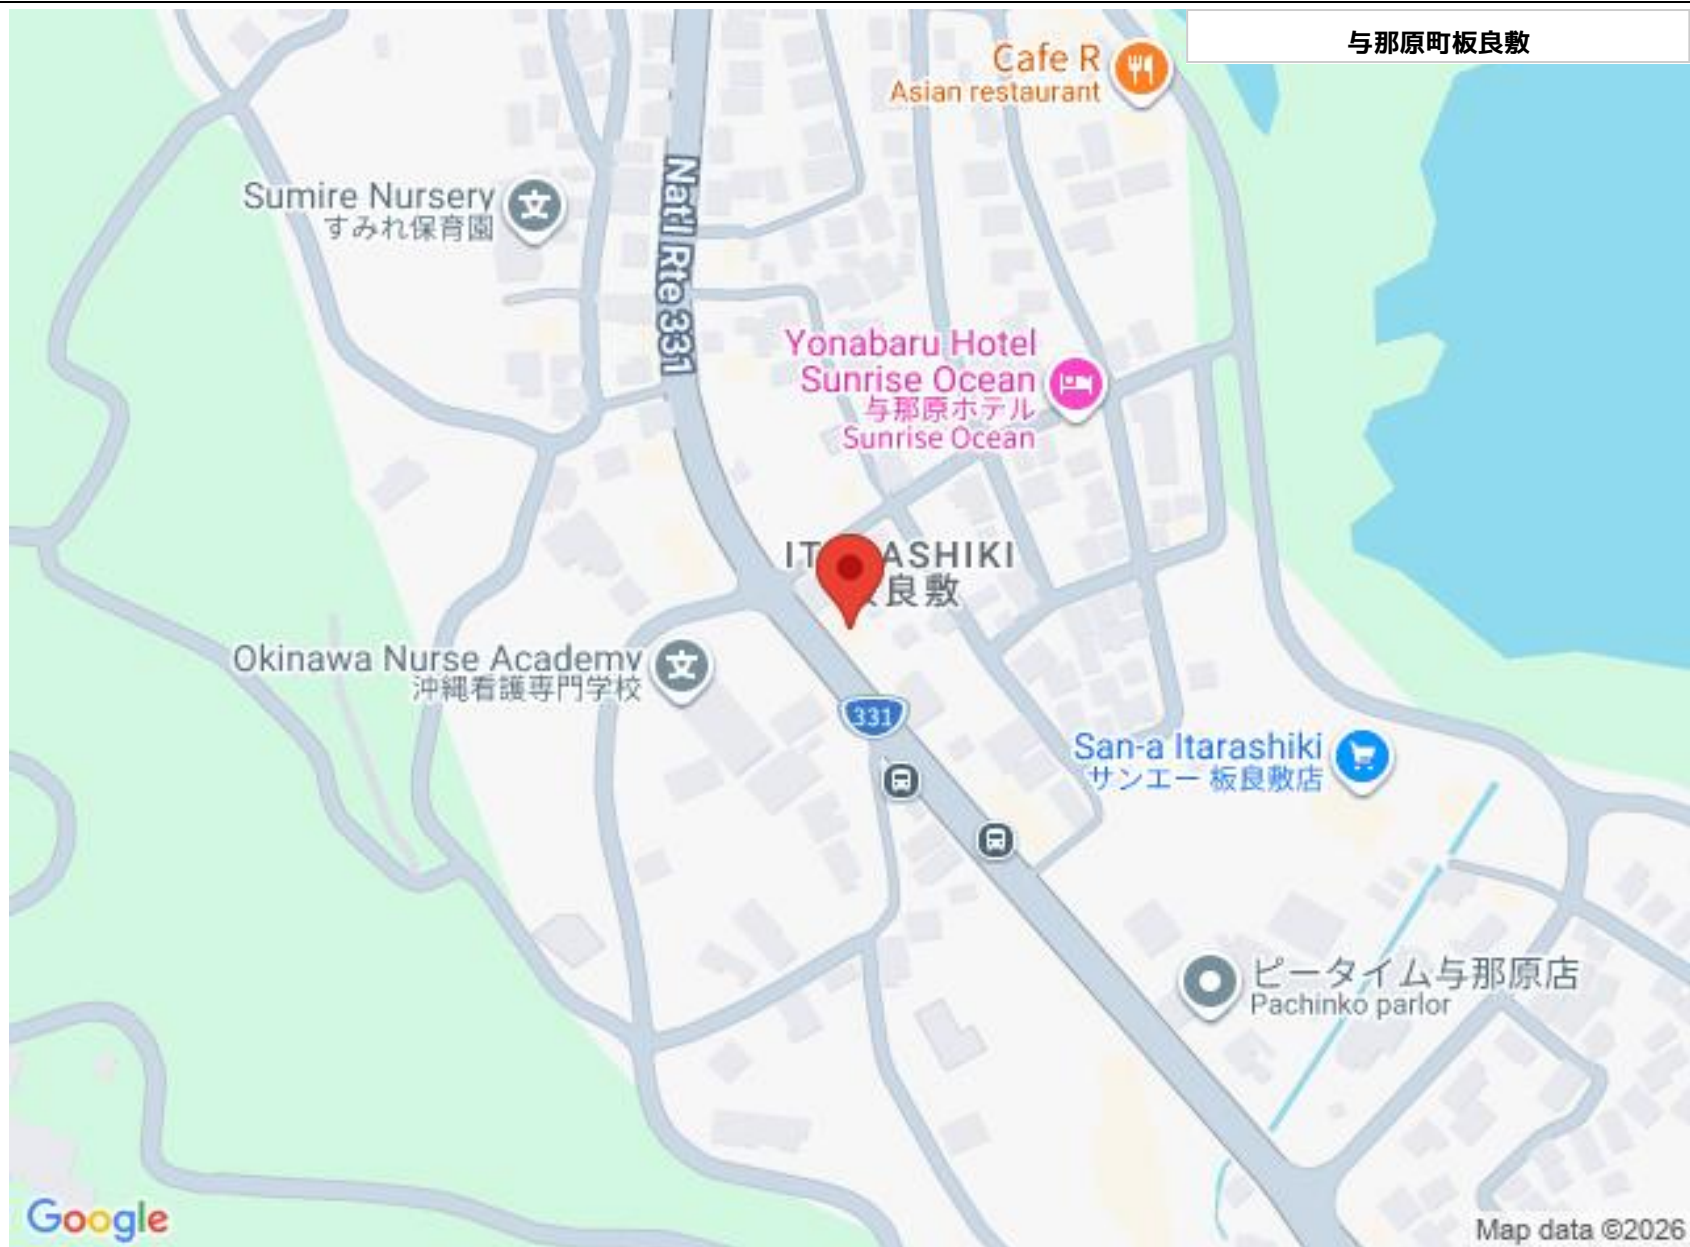 与那原町板良敷
Cafe R
Asian restaurant
Sumire Nursery
すみれ保育園
Nat'l Rte 331
Yonabaru Hotel
Sunrise Ocean
与那原ホテル
Sunrise Ocean
良敷
Okinawa Nurse Academy
沖縄看護専門学校
331
San-a Itarashiki
サンエー 板良敷店
ピータイム与那原店
Pachinko parlor
Google
Map data ©2026